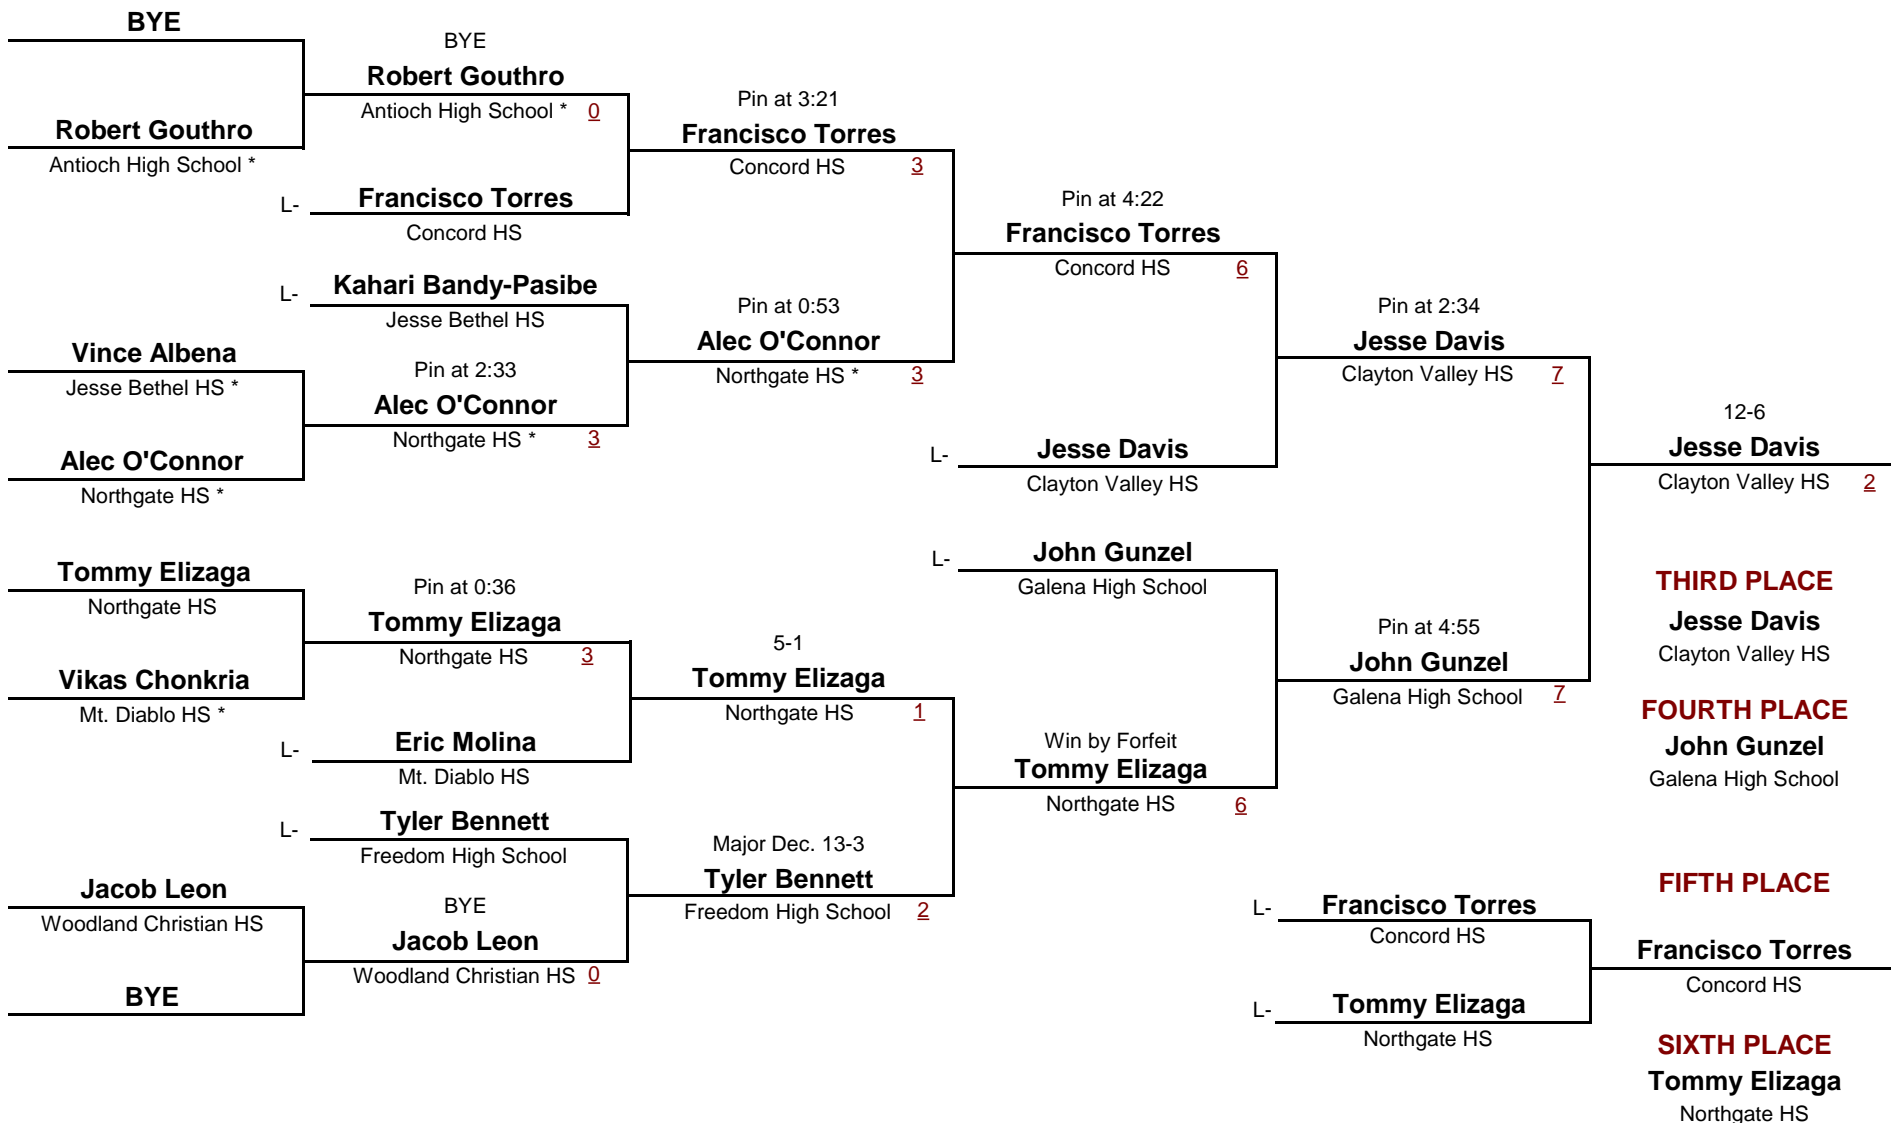 BYE
Robert Gouthro
Antioch High School *
Vince Albena
Jesse Bethel HS *
Alec O'Connor
Northgate HS *
Tommy Elizaga
Northgate HS
Vikas Chonkria
Mt. Diablo HS *
Jacob Leon
Woodland Christian HS
BYE
BYE
Robert Gouthro
Antioch High School * 0
L- Francisco Torres
Concord HS
L- Kahari Bandy-Pasibe
Jesse Bethel HS
Pin at 2:33
Alec O'Connor
Northgate HS * 3
Pin at 0:36
Tommy Elizaga
Northgate HS 3
L- Eric Molina
Mt. Diablo HS
L- Tyler Bennett
Freedom High School
BYE
Jacob Leon
Woodland Christian HS 0
Pin at 3:21
Francisco Torres
Concord HS 3
Pin at 0:53
Alec O'Connor
Northgate HS * 3
5-1
Tommy Elizaga
Northgate HS 1
Major Dec. 13-3
Tyler Bennett
Freedom High School 2
Pin at 4:22
Francisco Torres
Concord HS 6
L- Jesse Davis
Clayton Valley HS
L- John Gunzel
Galena High School
Win by Forfeit
Tommy Elizaga
Northgate HS 6
Pin at 2:34
Jesse Davis
Clayton Valley HS 7
Pin at 4:55
John Gunzel
Galena High School 7
L- Francisco Torres
Concord HS
L- Tommy Elizaga
Northgate HS
12-6
Jesse Davis
Clayton Valley HS 2
THIRD PLACE
Jesse Davis
Clayton Valley HS
FOURTH PLACE
John Gunzel
Galena High School
FIFTH PLACE
Francisco Torres
Concord HS
SIXTH PLACE
Tommy Elizaga
Northgate HS